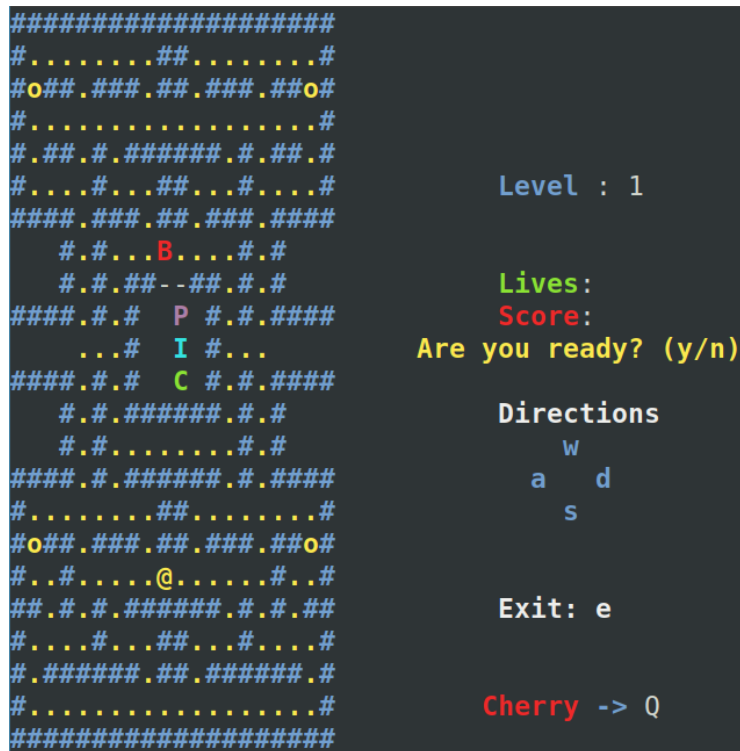 ####################
#........##........#
#o##.###.##.###.##o#
#..................#
#.##.#.######.#.##.#
#....#...##...#....#          Level : 1
####.###.##.###.####
   #.#...B....#.#
   #.#.##--##.#.#             Lives:
####.#.#  P #.#.####          Score:
    ...#  I #...         Are you ready? (y/n)
####.#.#  C #.#.####
   #.#.######.#.#             Directions
   #.#........#.#                 w
####.#.######.#.####            a   d
#........##........#              s
#o##.###.##.###.##o#
#..#.....@......#..#
##.#.#.######.#.#.##          Exit: e
#....#...##...#....#
#.######.##.######.#
#..................#         Cherry -> Q
####################